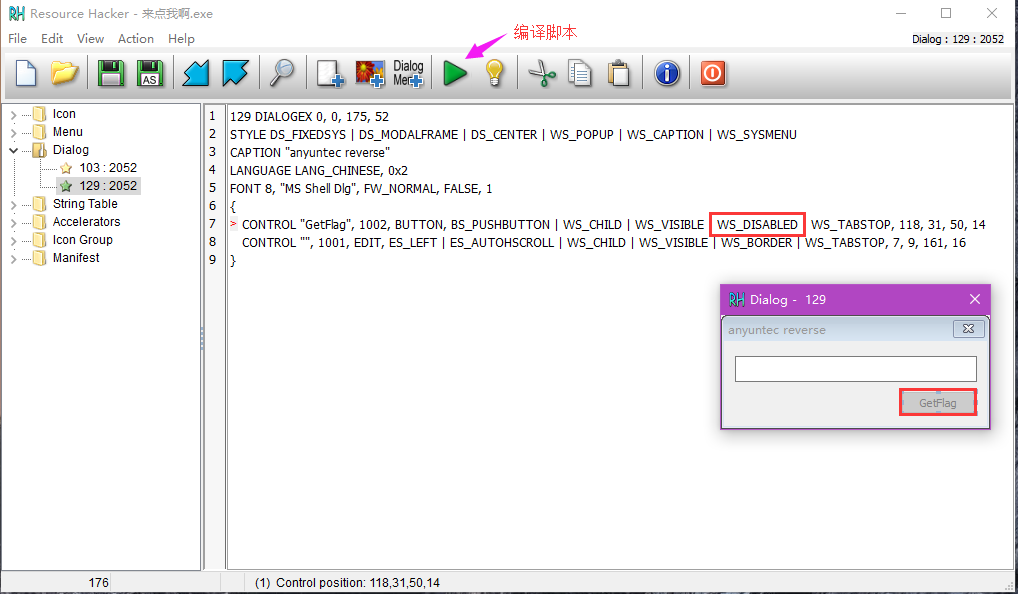 Resource Hacker - 来点我啊.exe
File Edit View Action Help
Dialog : 129 : 2052
编译脚本
AS
Dialog
Mer
Icon
Menu
Dialog
103 : 2052
129 : 2052
String Table
Accelerators
Icon Group
Manifest
1 129 DIALOGEX 0, 0, 175, 52
2 STYLE DS_FIXEDSYS | DS_MODALFRAME | DS_CENTER | WS_POPUP | WS_CAPTION | WS_SYSMENU
3 CAPTION "anyuntec reverse"
4 LANGUAGE LANG_CHINESE, 0x2
5 FONT 8, "MS Shell Dlg", FW_NORMAL, FALSE, 1
6 {
7 > CONTROL "GetFlag", 1002, BUTTON, BS_PUSHBUTTON | WS_CHILD | WS_VISIBLE WS_DISABLED WS_TABSTOP, 118, 31, 50, 14
8 CONTROL "", 1001, EDIT, ES_LEFT | ES_AUTOHSCROLL | WS_CHILD | WS_VISIBLE | WS_BORDER | WS_TABSTOP, 7, 9, 161, 16
9 }
RH Dialog - 129
anyuntec reverse
GetFlag
176
(1) Control position: 118,31,50,14